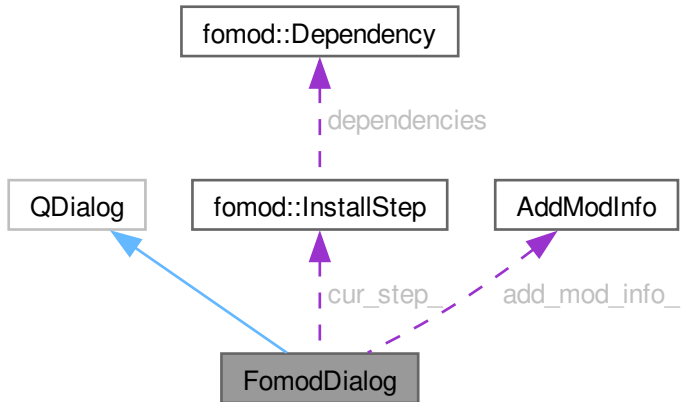 fomod::Dependency
dependencies
QDialog
fomod::InstallStep
AddModInfo
cur_step_
add_mod_info_
FomodDialog